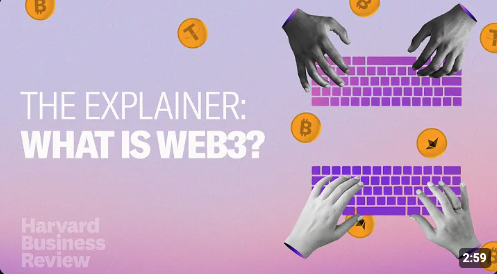 THE EXPLAINER:
WHAT IS WEB3?
Harvard
Business
Review
2:59